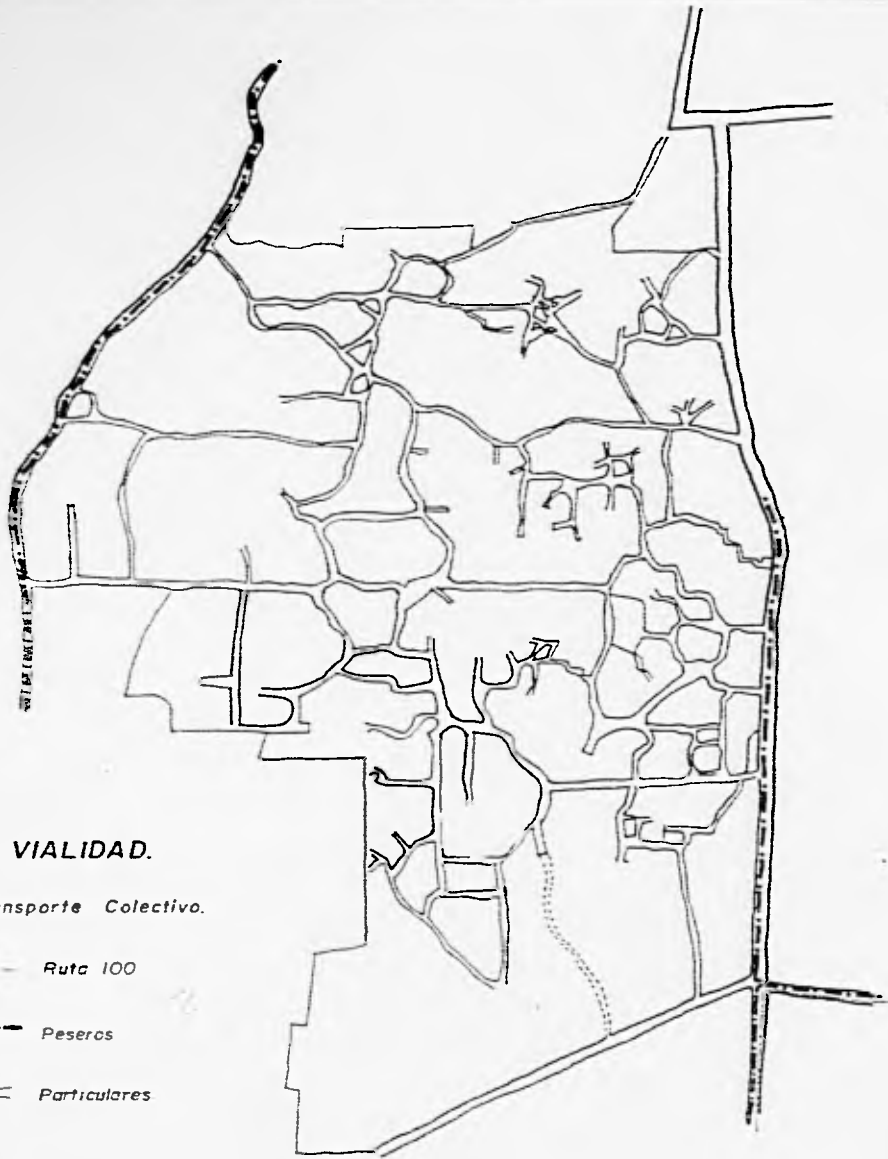 VIALIDAD.
nsporte Colectivo.
Ruta 100
Peseros
Particulares